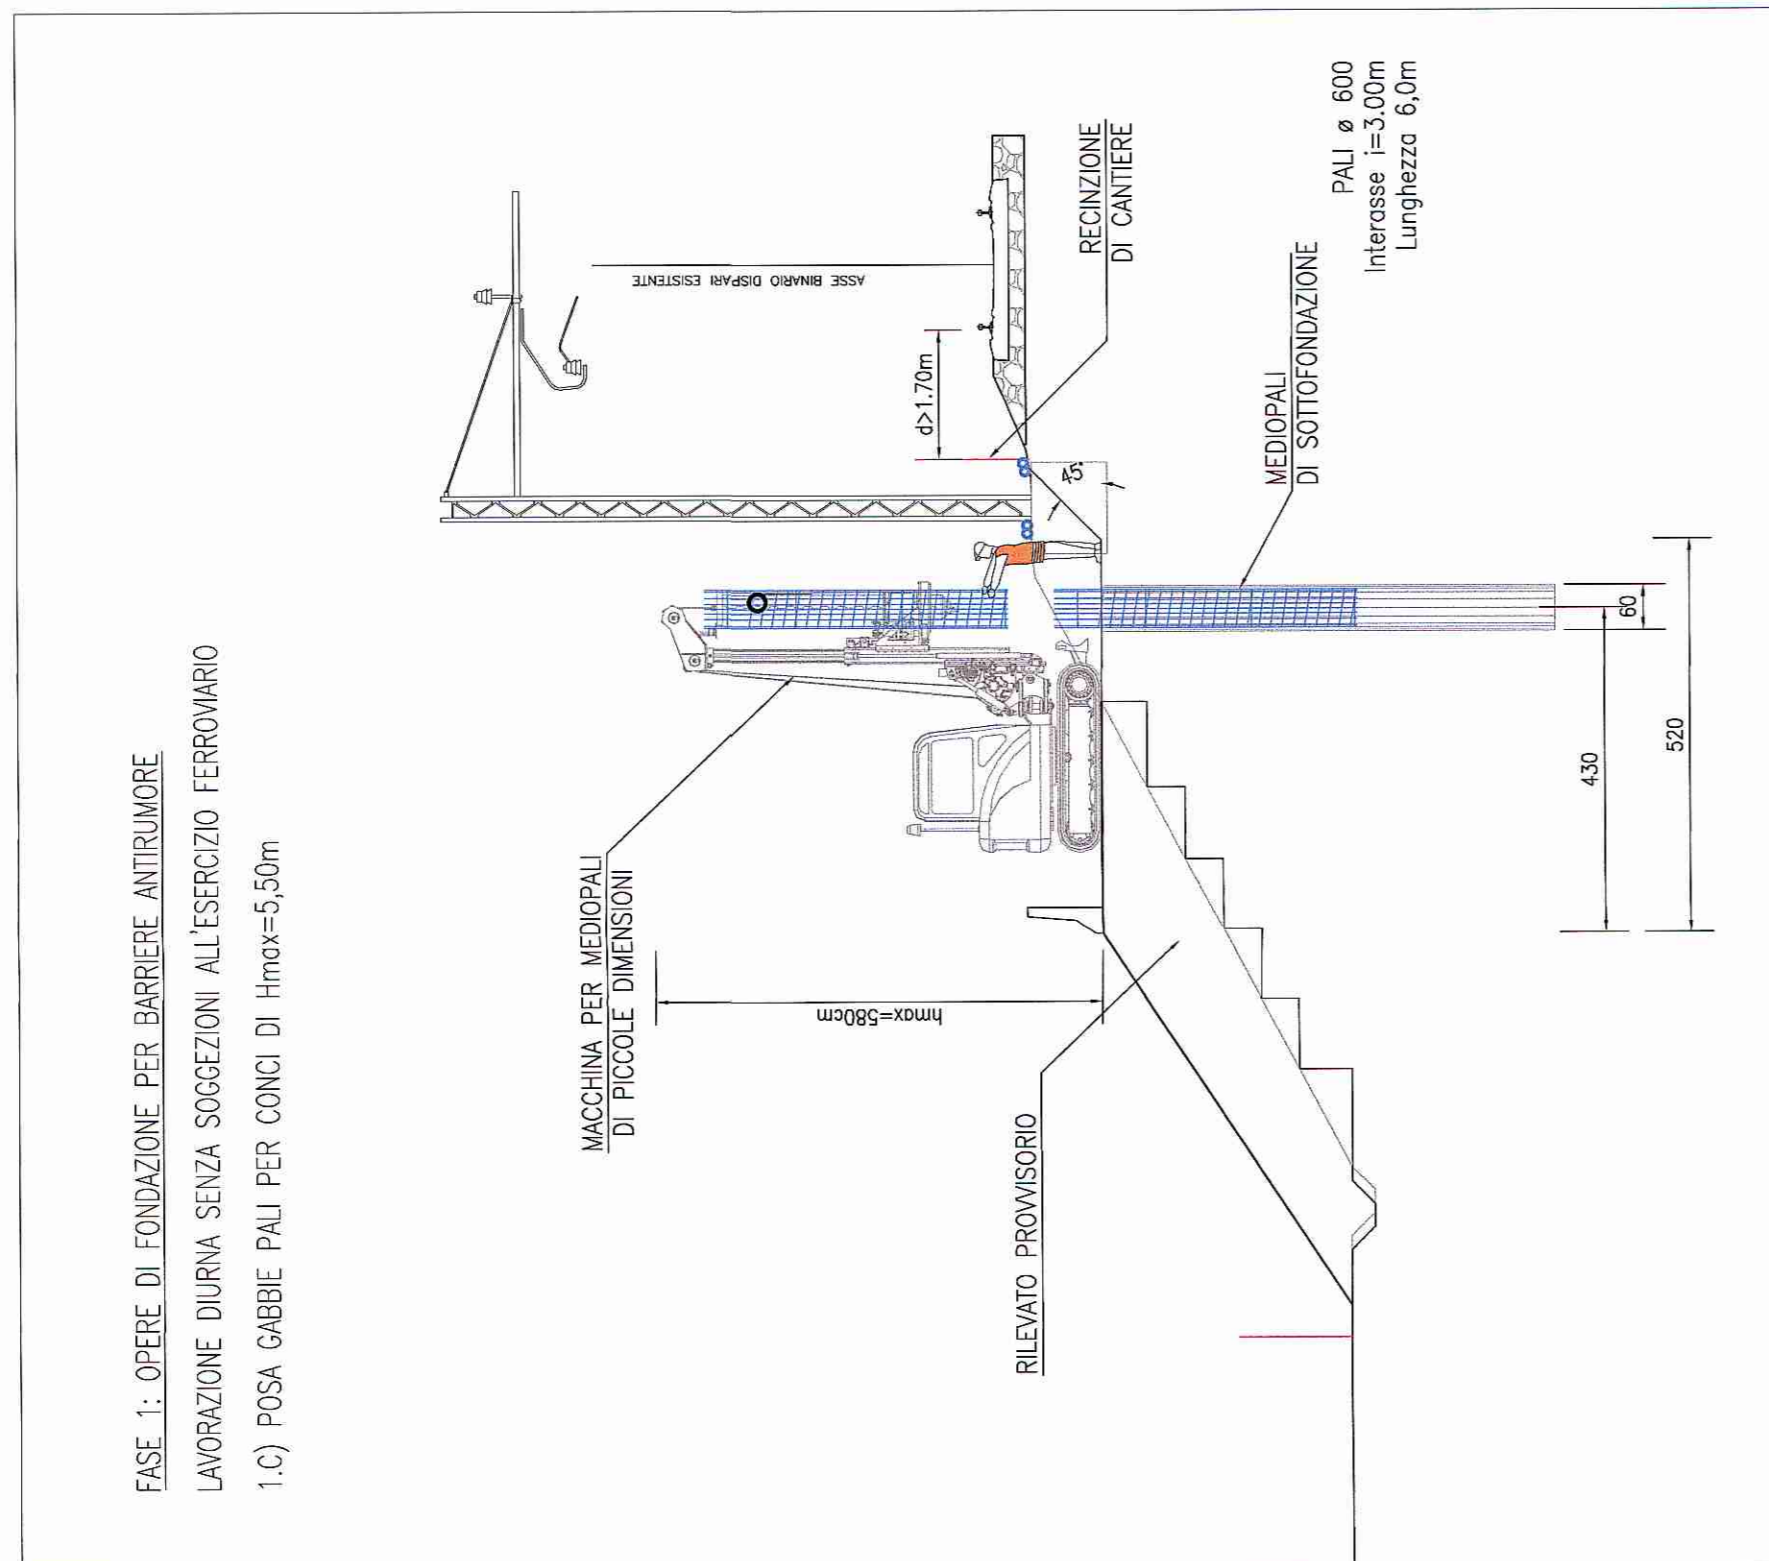 FASE 1: OPERE DI FONDAZIONE PER BARRIERE ANTIRUMORE
LAVORAZIONE DIURNA SENZA SOGGEZIONI ALL'ESERCIZIO FERROVIARIO
1.C) POSA GABBIE PALI PER CONCI DI Hmax=5,50m
MACCHINA PER MEDIOPALI
DI PICCOLE DIMENSIONI
ASSE BINARIO DISPARI ESISTENTE
d>1.70m
RECINZIONE
DI CANTIERE
45°
hmax=580cm
RILEVATO PROVVISORIO
MEDIOPALI
DI SOTTOFONDAZIONE
PALI ø 600
Interasse i=3.00m
Lunghezza 6,0m
60
430
520